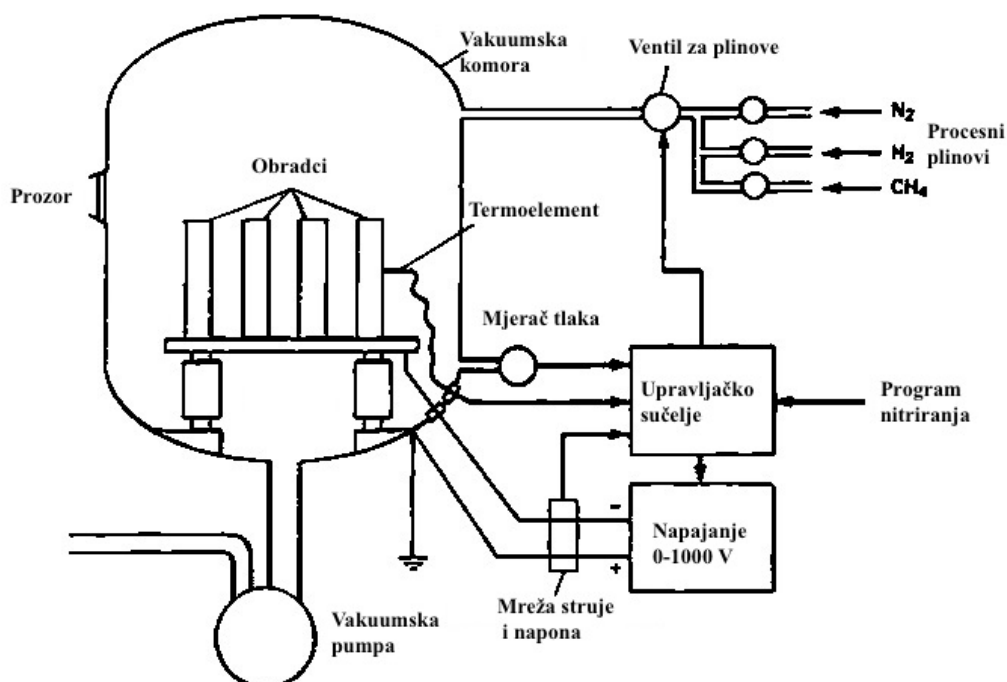 Vakuumska
komora
Ventil za plinove
N₂
Procesni
plinovi
H₂
CH₄
Prozor
Obradci
Termoelement
Mjerač tlaka
Upravljačko
sučelje
Program
nitriranja
-
Napajanje
0-1000 V
+
Mreža struje
i napona
Vakuumska
pumpa